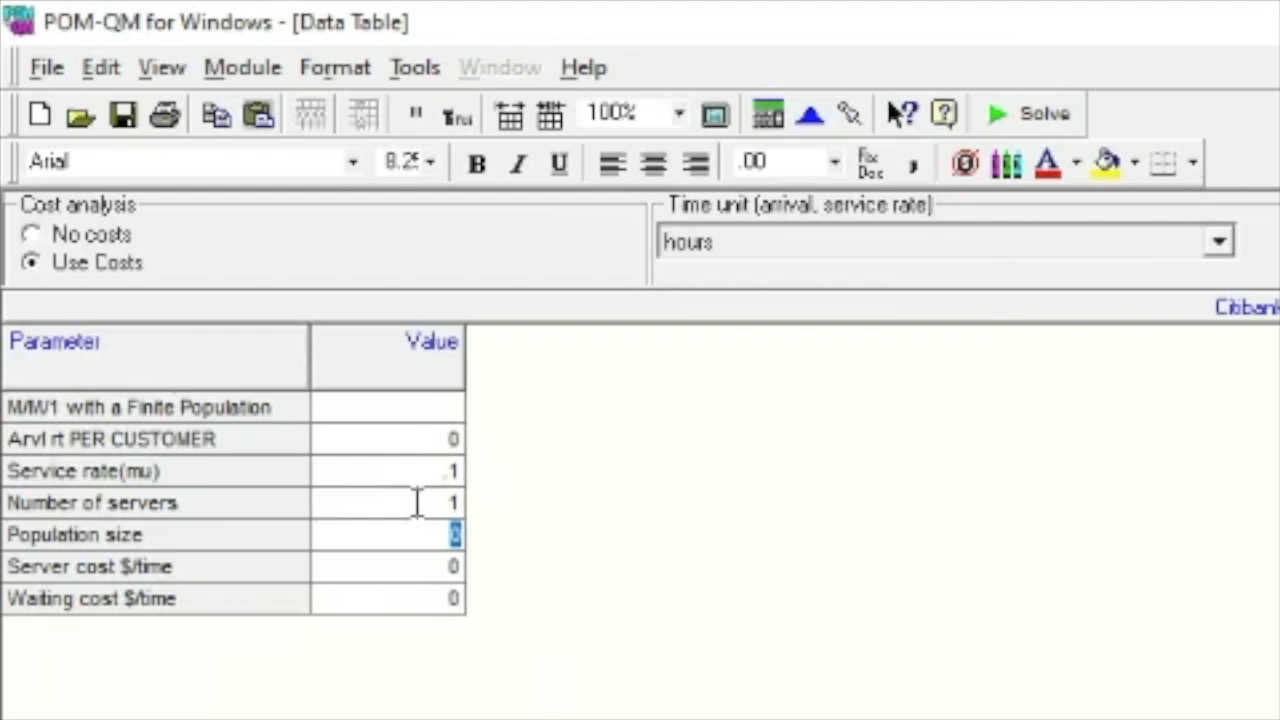 POM-QM for Windows - [Data Table]
File Edit View Module Format Tools Window Help
100% Solve
Arial 8.25 B I U .00 Fix Dec ,
Cost analysis
No costs
Use Costs
Time unit (arrival, service rate)
hours
Citibank
Parameter Value
M/M/1 with a Finite Population
Arvl rt PER CUSTOMER 0
Service rate(mu) .1
Number of servers 1
Population size 0
Server cost $/time 0
Waiting cost $/time 0